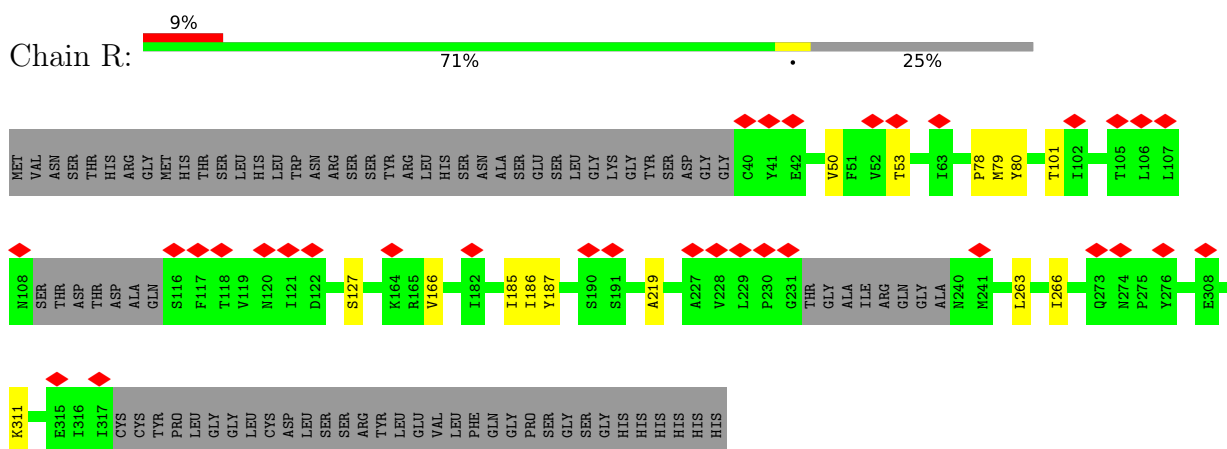 9%
Chain R:
71% • 25%
MET VAL ASN SER THR HIS ARG GLY MET HIS THR SER LEU HIS LEU TRP ASN ARG SER SER TYR ARG LEU HIS SER ASN ALA SER GLU SER LEU GLY LYS GLY TYR SER ASP GLY GLY C40 Y41 E42 V50 F51 V52 T53 I63 P78 M79 Y80 T101 I102 T105 L106 L107
N108 SER THR ASP THR ASP ALA GLN S116 F117 T118 V119 N120 I121 D122 S127 K164 R165 V166 I182 I185 I186 Y187 S190 S191 A219 A227 V228 L229 P230 G231 THR GLY ALA ILE ARG GLN GLY ALA N240 M241 L263 I266 Q273 N274 P275 Y276 E308
K311 E315 I316 I317 CYS CYS TYR PRO LEU GLY GLY LEU CYS ASP LEU SER SER ARG TYR LEU GLU VAL LEU PHE GLN GLY PRO SER GLY SER GLY HIS HIS HIS HIS HIS HIS